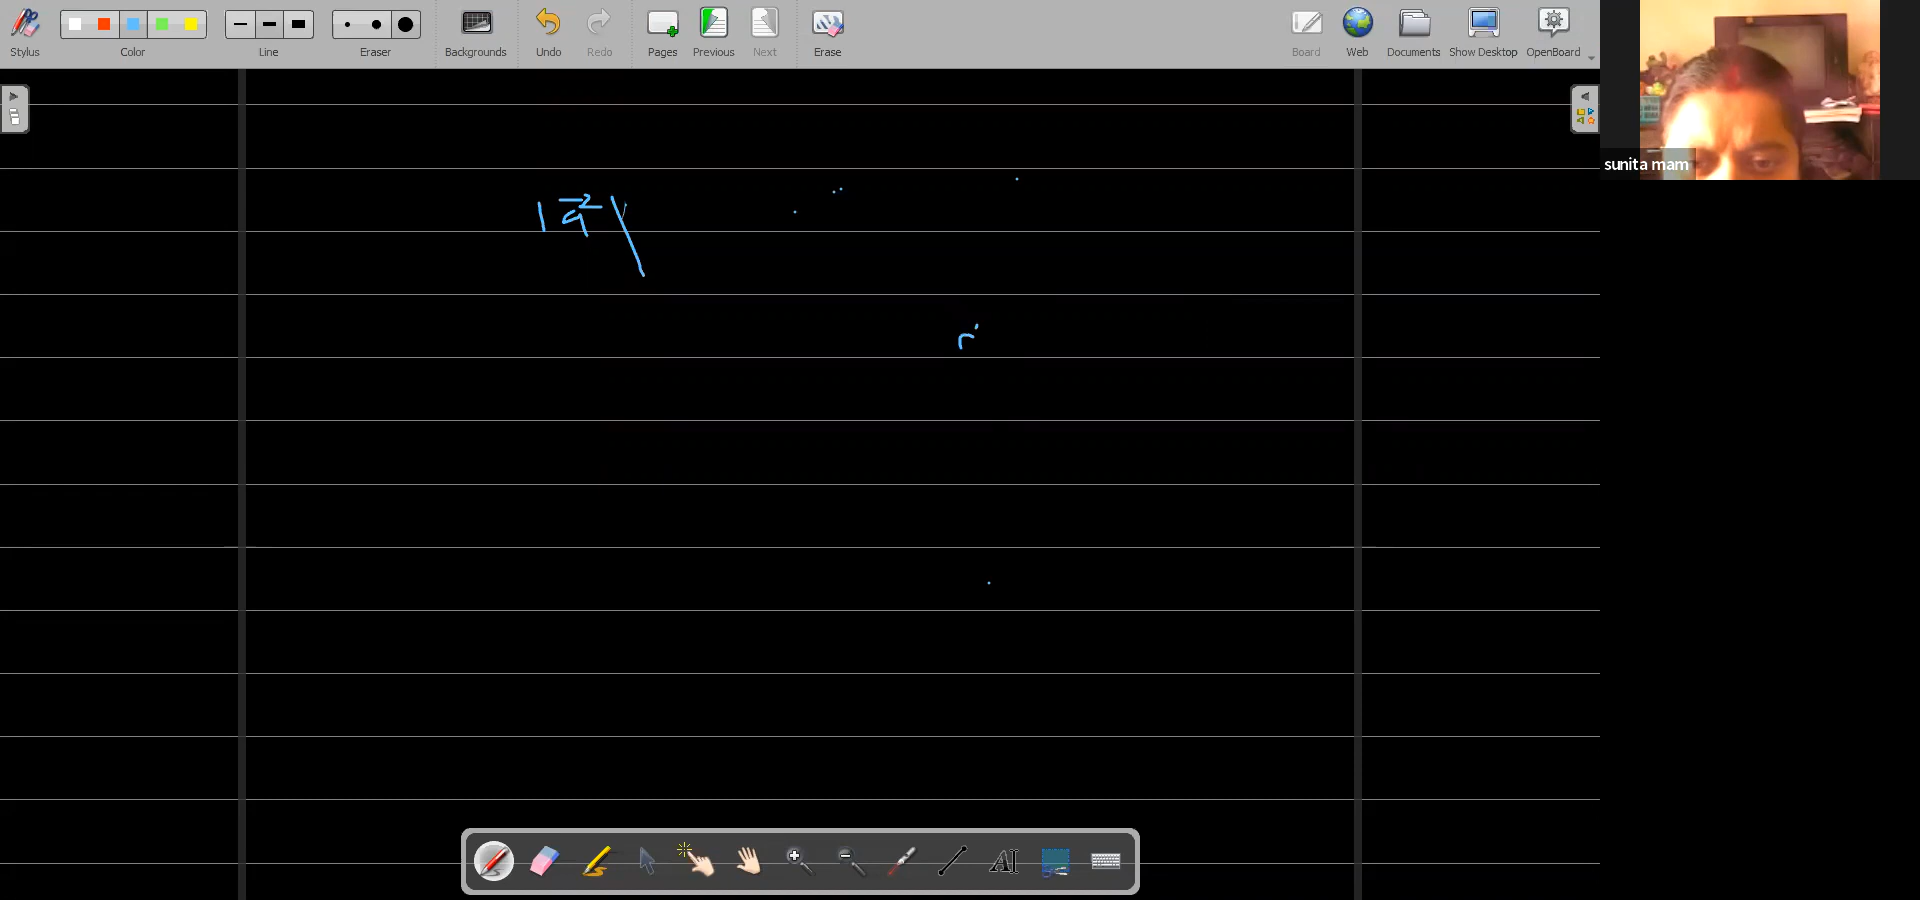 Stylus Color Line Eraser Backgrounds Undo Redo Pages Previous Next Erase Board Web Documents Show Desktop OpenBoard
sunita mam
r
AI